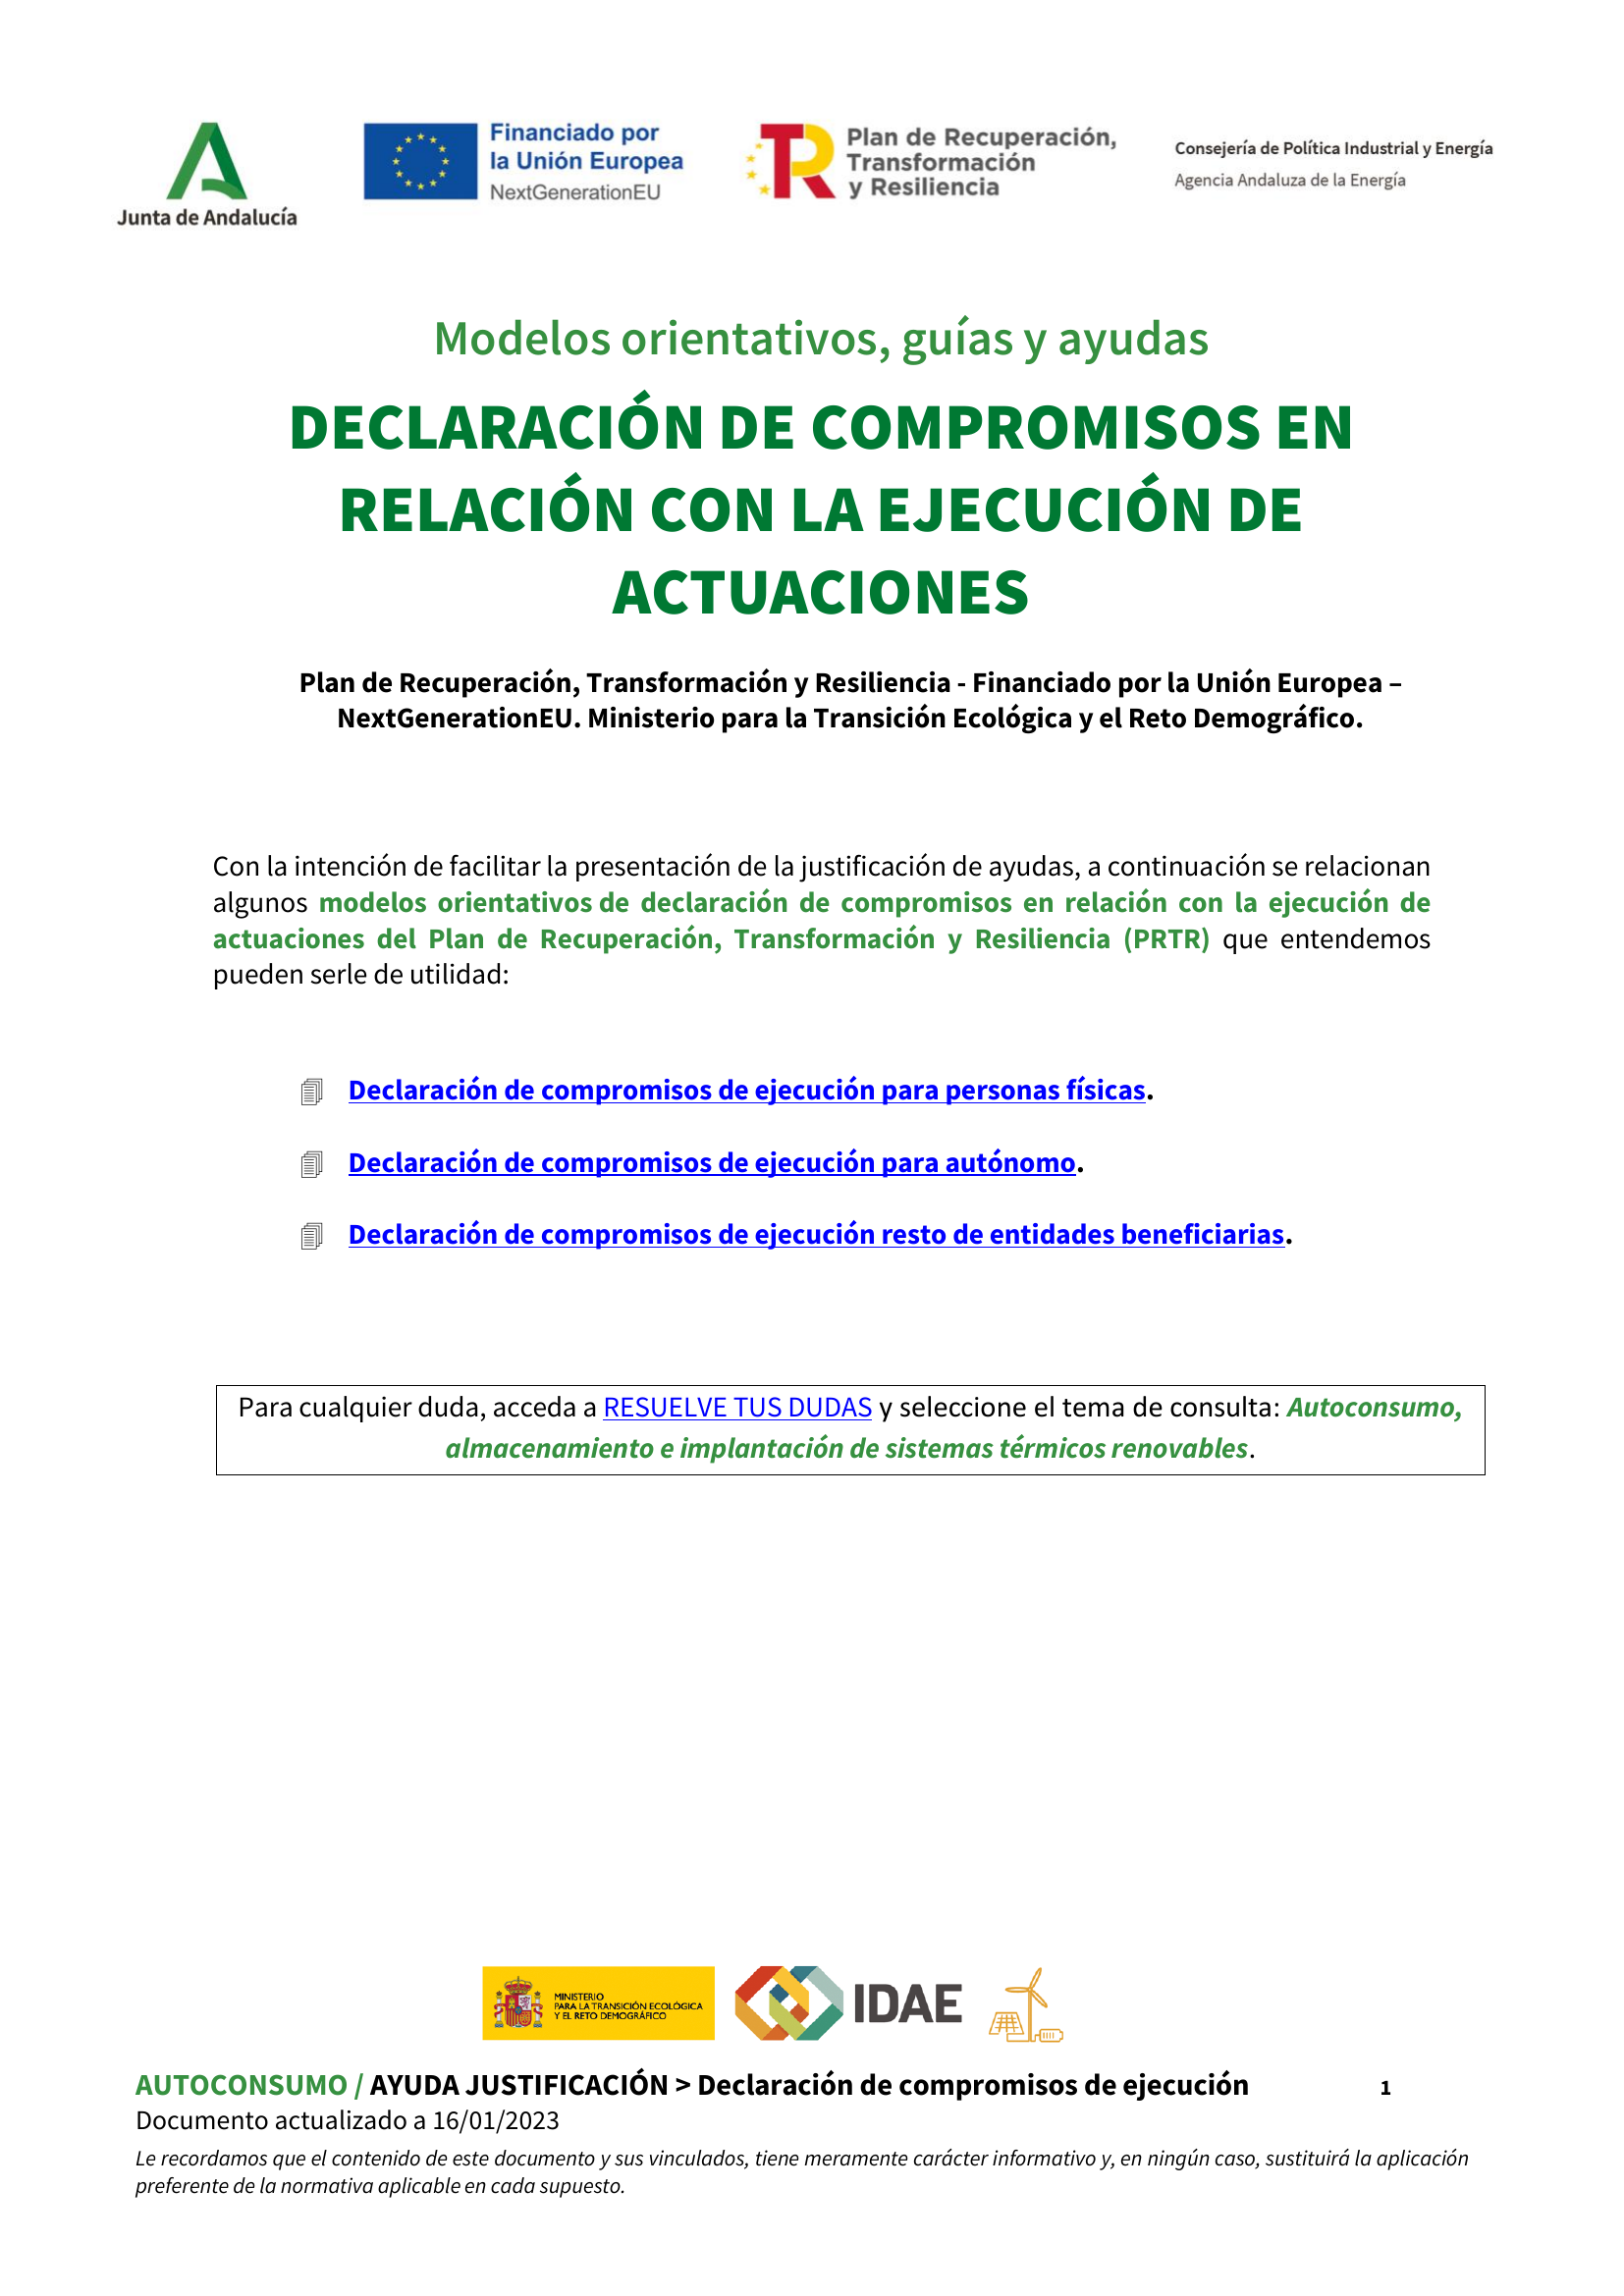 Junta de Andalucía
Financiado por
la Unión Europea
NextGenerationEU
Plan de Recuperación,
Transformación
y Resiliencia
Consejería de Política Industrial y Energía
Agencia Andaluza de la Energía
Modelos orientativos, guías y ayudas
DECLARACIÓN DE COMPROMISOS EN
RELACIÓN CON LA EJECUCIÓN DE
ACTUACIONES
Plan de Recuperación, Transformación y Resiliencia - Financiado por la Unión Europea –
NextGenerationEU. Ministerio para la Transición Ecológica y el Reto Demográfico.
Con la intención de facilitar la presentación de la justificación de ayudas, a continuación se relacionan
algunos modelos orientativos de declaración de compromisos en relación con la ejecución de
actuaciones del Plan de Recuperación, Transformación y Resiliencia (PRTR) que entendemos
pueden serle de utilidad:
Declaración de compromisos de ejecución para personas físicas.
Declaración de compromisos de ejecución para autónomo.
Declaración de compromisos de ejecución resto de entidades beneficiarias.
Para cualquier duda, acceda a RESUELVE TUS DUDAS y seleccione el tema de consulta: Autoconsumo,
almacenamiento e implantación de sistemas térmicos renovables.
MINISTERIO
PARA LA TRANSICIÓN ECOLÓGICA
Y EL RETO DEMOGRÁFICO
IDAE
AUTOCONSUMO / AYUDA JUSTIFICACIÓN > Declaración de compromisos de ejecución 1
Documento actualizado a 16/01/2023
Le recordamos que el contenido de este documento y sus vinculados, tiene meramente carácter informativo y, en ningún caso, sustituirá la aplicación
preferente de la normativa aplicable en cada supuesto.